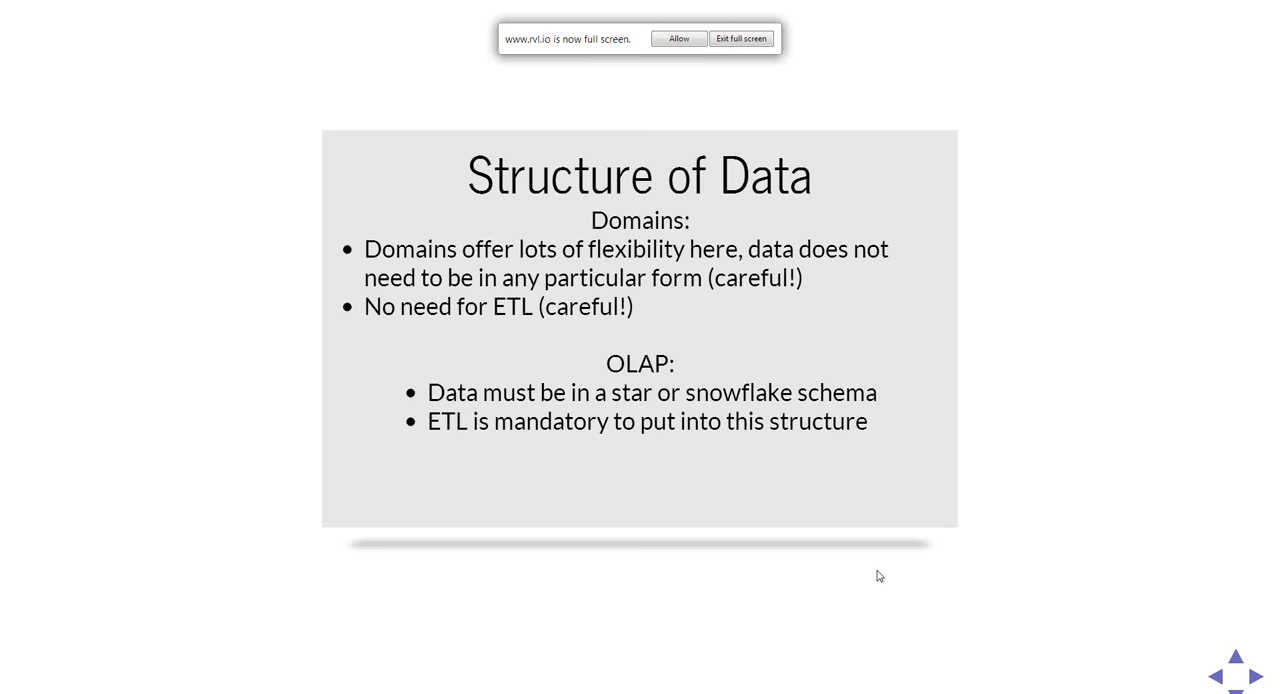 www.rvl.io is now full screen. Allow Exit full screen
Structure of Data
Domains:
• Domains offer lots of flexibility here, data does not
need to be in any particular form (careful!)
• No need for ETL (careful!)
OLAP:
• Data must be in a star or snowflake schema
• ETL is mandatory to put into this structure